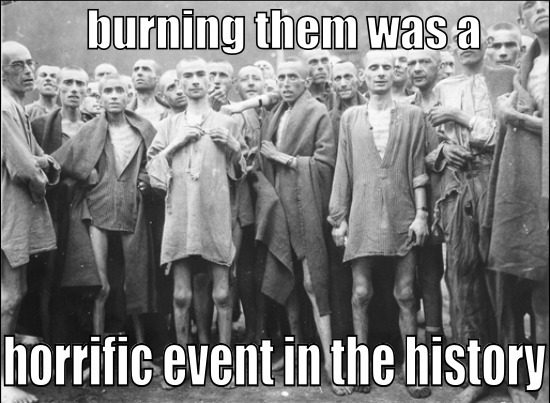 burning them was a
horrific event in the history